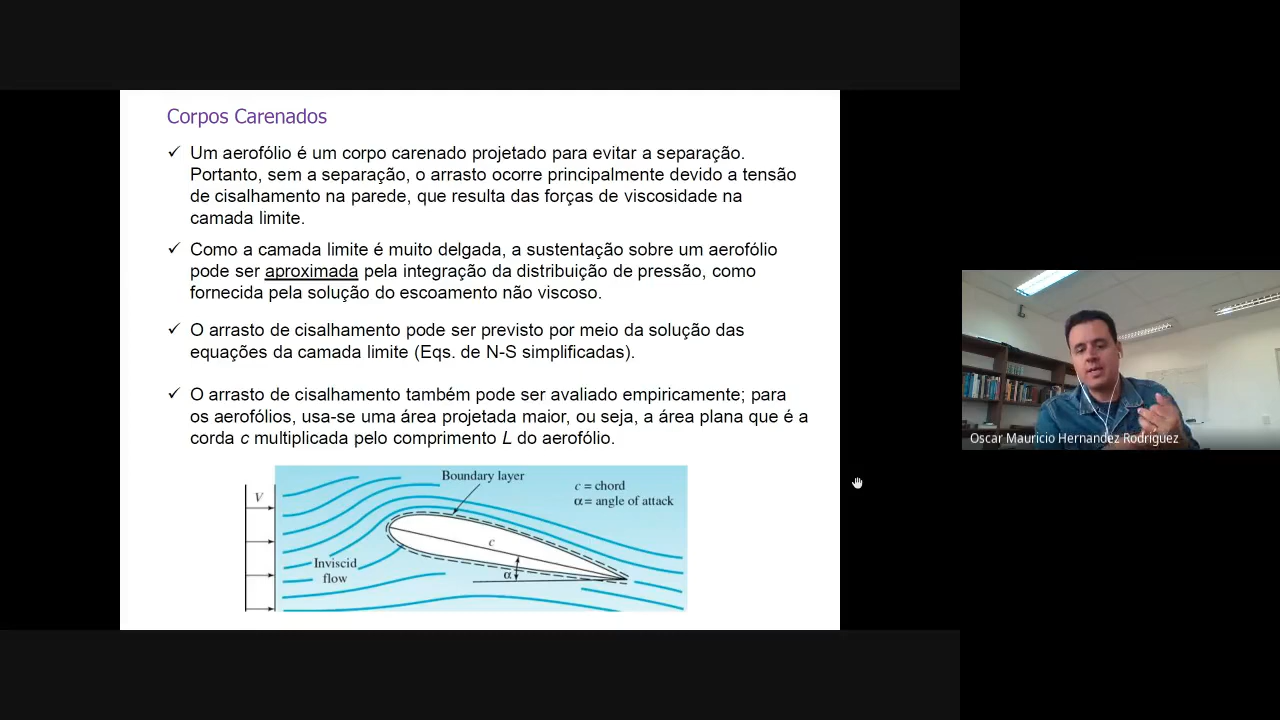 Corpos Carenados
✓ Um aerofólio é um corpo carenado projetado para evitar a separação.
Portanto, sem a separação, o arrasto ocorre principalmente devido a tensão
de cisalhamento na parede, que resulta das forças de viscosidade na
camada limite.
✓ Como a camada limite é muito delgada, a sustentação sobre um aerofólio
pode ser aproximada pela integração da distribuição de pressão, como
fornecida pela solução do escoamento não viscoso.
✓ O arrasto de cisalhamento pode ser previsto por meio da solução das
equações da camada limite (Eqs. de N-S simplificadas).
✓ O arrasto de cisalhamento também pode ser avaliado empiricamente; para
os aerofólios, usa-se uma área projetada maior, ou seja, a área plana que é a
corda c multiplicada pelo comprimento L do aerofólio.
Boundary layer
c = chord
α = angle of attack
V
c
Inviscid
flow
α
Oscar Mauricio Hernandez Rodriguez